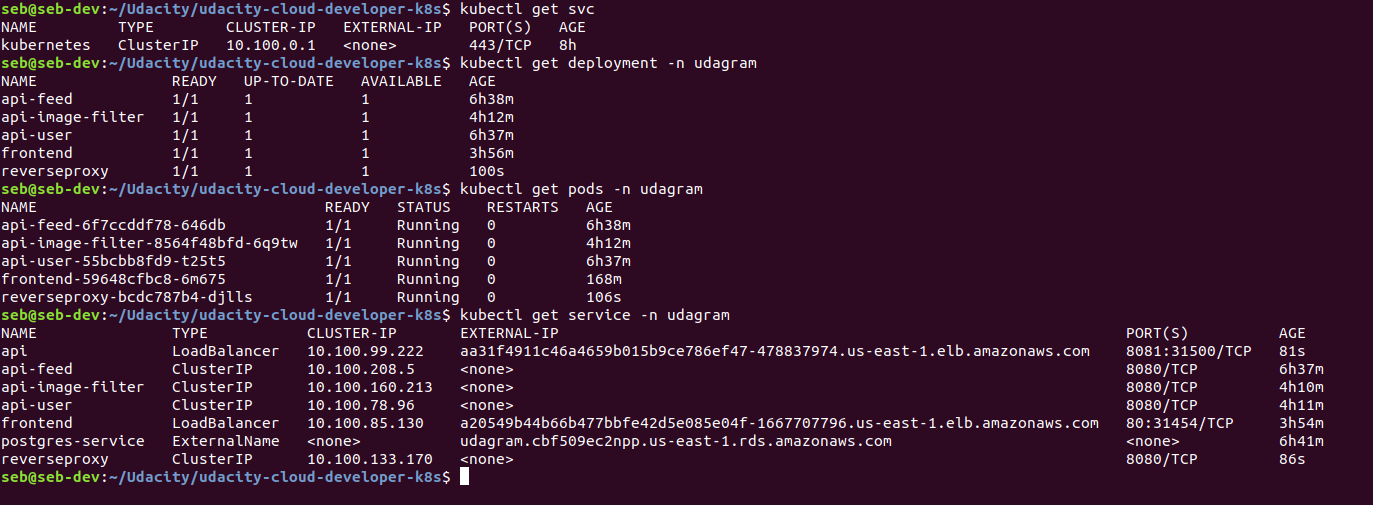 seb@seb-dev:~/Udacity/udacity-cloud-developer-k8s$ kubectl get svc
NAME         TYPE        CLUSTER-IP   EXTERNAL-IP   PORT(S)   AGE
kubernetes   ClusterIP   10.100.0.1   <none>        443/TCP   8h
seb@seb-dev:~/Udacity/udacity-cloud-developer-k8s$ kubectl get deployment -n udagram
NAME               READY   UP-TO-DATE   AVAILABLE   AGE
api-feed           1/1     1            1           6h38m
api-image-filter   1/1     1            1           4h12m
api-user           1/1     1            1           6h37m
frontend           1/1     1            1           3h56m
reverseproxy       1/1     1            1           100s
seb@seb-dev:~/Udacity/udacity-cloud-developer-k8s$ kubectl get pods -n udagram
NAME                                READY   STATUS    RESTARTS   AGE
api-feed-6f7ccddf78-646db           1/1     Running   0          6h38m
api-image-filter-8564f48bfd-6q9tw   1/1     Running   0          4h12m
api-user-55bcbb8fd9-t25t5           1/1     Running   0          6h37m
frontend-59648cfbc8-6m675           1/1     Running   0          168m
reverseproxy-bcdc787b4-djlls        1/1     Running   0          106s
seb@seb-dev:~/Udacity/udacity-cloud-developer-k8s$ kubectl get service -n udagram
NAME               TYPE           CLUSTER-IP       EXTERNAL-IP                                                               PORT(S)          AGE
api                LoadBalancer   10.100.99.222    aa31f4911c46a4659b015b9ce786ef47-478837974.us-east-1.elb.amazonaws.com    8081:31500/TCP   81s
api-feed           ClusterIP      10.100.208.5     <none>                                                                    8080/TCP         6h37m
api-image-filter   ClusterIP      10.100.160.213   <none>                                                                    8080/TCP         4h10m
api-user           ClusterIP      10.100.78.96     <none>                                                                    8080/TCP         4h11m
frontend           LoadBalancer   10.100.85.130    a20549b44b66b477bbfe42d5e085e04f-1667707796.us-east-1.elb.amazonaws.com   80:31454/TCP     3h54m
postgres-service   ExternalName   <none>           udagram.cbf509ec2npp.us-east-1.rds.amazonaws.com                          <none>           6h41m
reverseproxy       ClusterIP      10.100.133.170   <none>                                                                    8080/TCP         86s
seb@seb-dev:~/Udacity/udacity-cloud-developer-k8s$